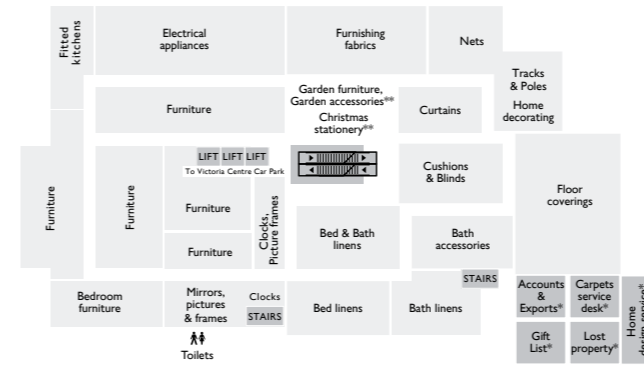 Fitted
kitchens
Electrical
appliances
Furnishing
fabrics
Nets
Tracks
& Poles
Home
decorating
Furniture
Garden furniture,
Garden accessories**
Christmas
stationery**
Curtains
LIFT LIFT LIFT
To Victoria Centre Car Park
Cushions
& Blinds
Furniture
Furniture
Furniture
Furniture
Clocks,
Picture frames
Bed & Bath
linens
Bath
accessories
Floor
coverings
STAIRS
Bedroom
furniture
Mirrors,
pictures
& frames
Clocks
STAIRS
Bed linens
Bath linens
Accounts
&
Exports*
Carpets
service
desk*
Home
design service*
Gift
List*
Lost
property*
Toilets